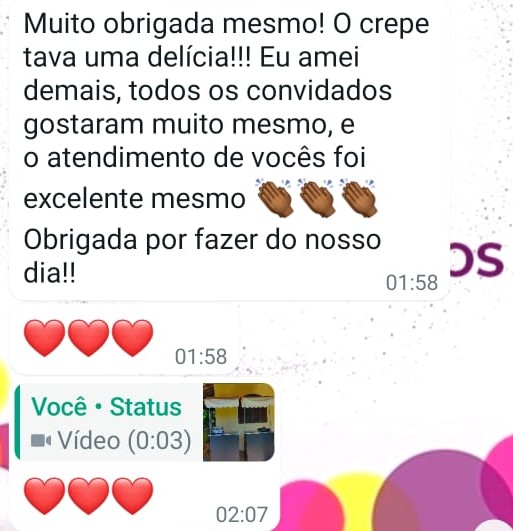 Muito obrigada mesmo! O crepe
tava uma delícia!!! Eu amei
demais, todos os convidados
gostaram muito mesmo, e
o atendimento de vocês foi
excelente mesmo 👏🏾👏🏾👏🏾
Obrigada por fazer do nosso
dia!!
01:58
OS
❤️❤️❤️ 01:58
Você • Status
Vídeo (0:03)
❤️❤️❤️ 02:07